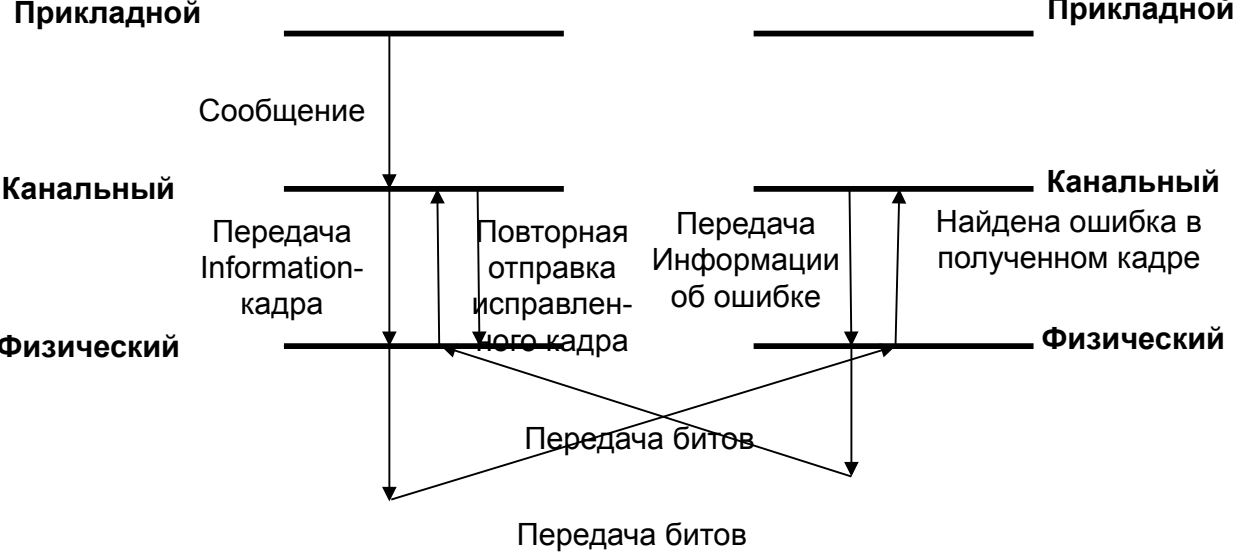 Прикладной
Прикладной
Сообщение
Канальный
Канальный
Передача
Information-
кадра
Повторная
отправка
исправлен-
ного кадра
Передача
Информации
об ошибке
Найдена ошибка в
полученном кадре
Физический
Физический
Передача битов
Передача битов